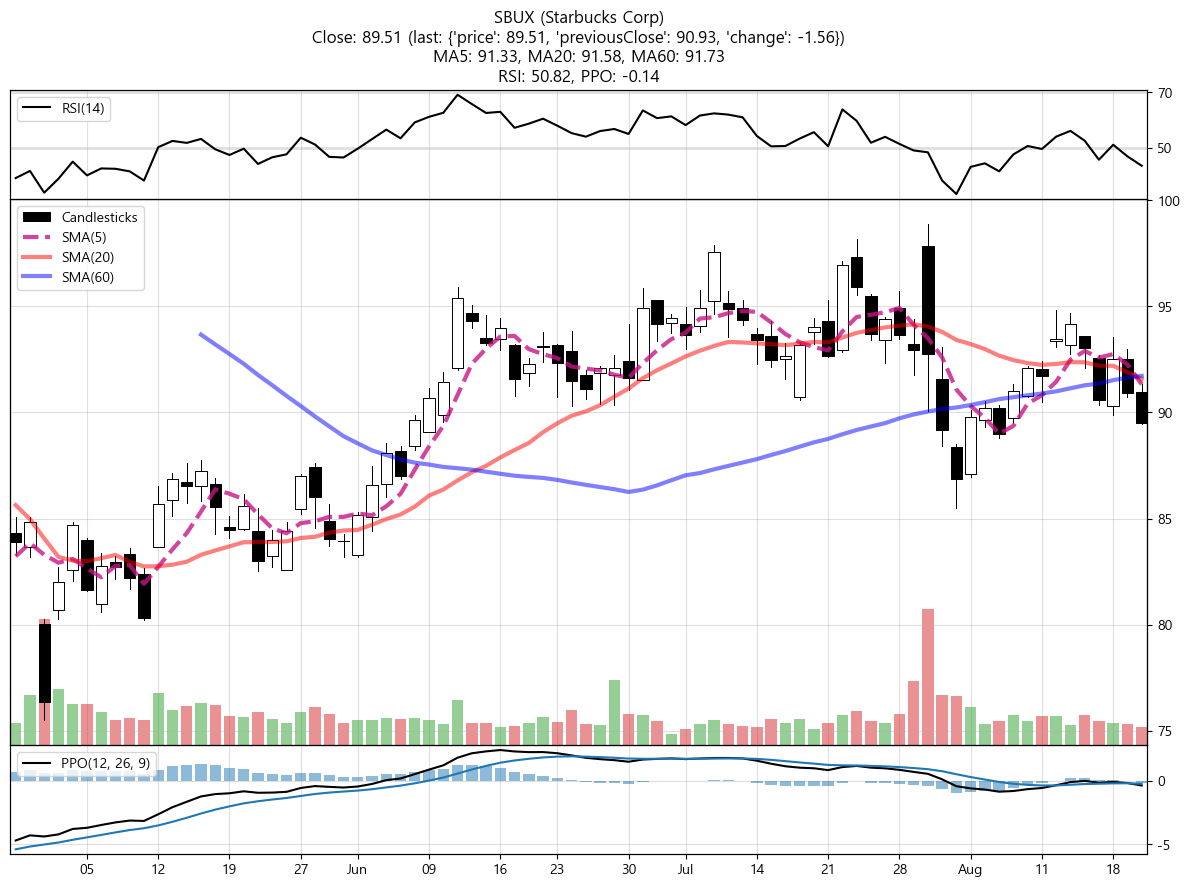 SBUX (Starbucks Corp)
Close: 89.51 (last: {'price': 89.51, 'previousClose': 90.93, 'change': -1.56})
MA5: 91.33, MA20: 91.58, MA60: 91.73
RSI: 50.82, PPO: -0.14
RSI(14)
70
50
Candlesticks
SMA(5)
SMA(20)
SMA(60)
100
95
90
85
80
75
PPO(12, 26, 9)
0
-5
05 12 19 27 Jun 09 16 23 30 Jul 14 21 28 Aug 11 18